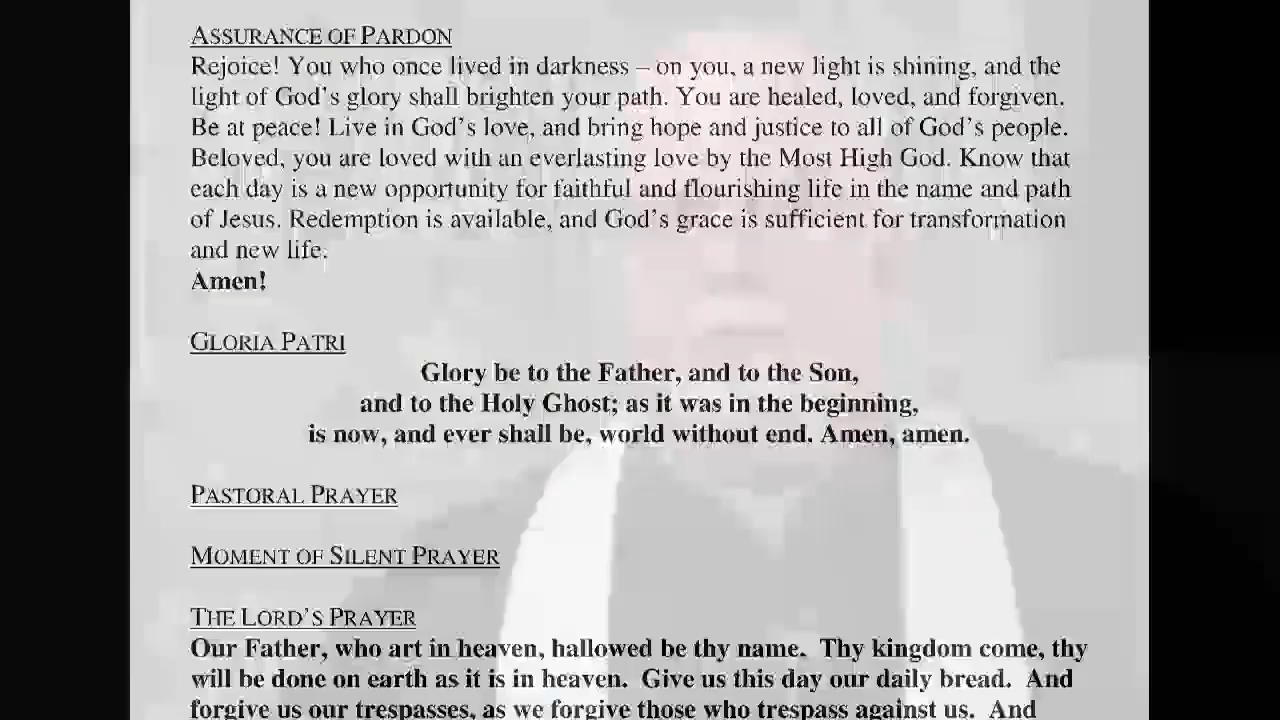 ASSURANCE OF PARDON
Rejoice! You who once lived in darkness – on you, a new light is shining, and the
light of God's glory shall brighten your path. You are healed, loved, and forgiven.
Be at peace! Live in God's love, and bring hope and justice to all of God's people.
Beloved, you are loved with an everlasting love by the Most High God. Know that
each day is a new opportunity for faithful and flourishing life in the name and path
of Jesus. Redemption is available, and God's grace is sufficient for transformation
and new life.
Amen!
GLORIA PATRI
Glory be to the Father, and to the Son,
and to the Holy Ghost; as it was in the beginning,
is now, and ever shall be, world without end. Amen, amen.
PASTORAL PRAYER
MOMENT OF SILENT PRAYER
THE LORD'S PRAYER
Our Father, who art in heaven, hallowed be thy name.  Thy kingdom come, thy
will be done on earth as it is in heaven.  Give us this day our daily bread.  And
forgive us our trespasses, as we forgive those who trespass against us.  And